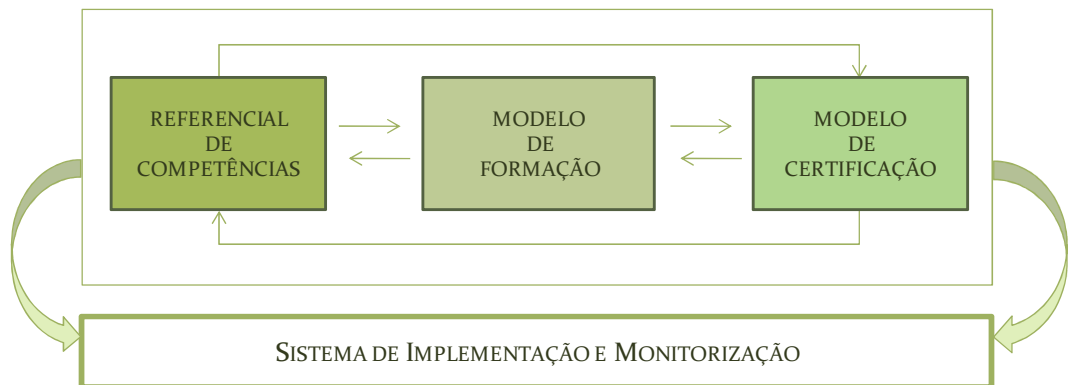 REFERENCIAL
DE
COMPETÊNCIAS
MODELO
DE
FORMAÇÃO
MODELO
DE
CERTIFICAÇÃO
SISTEMA DE IMPLEMENTAÇÃO E MONITORIZAÇÃO